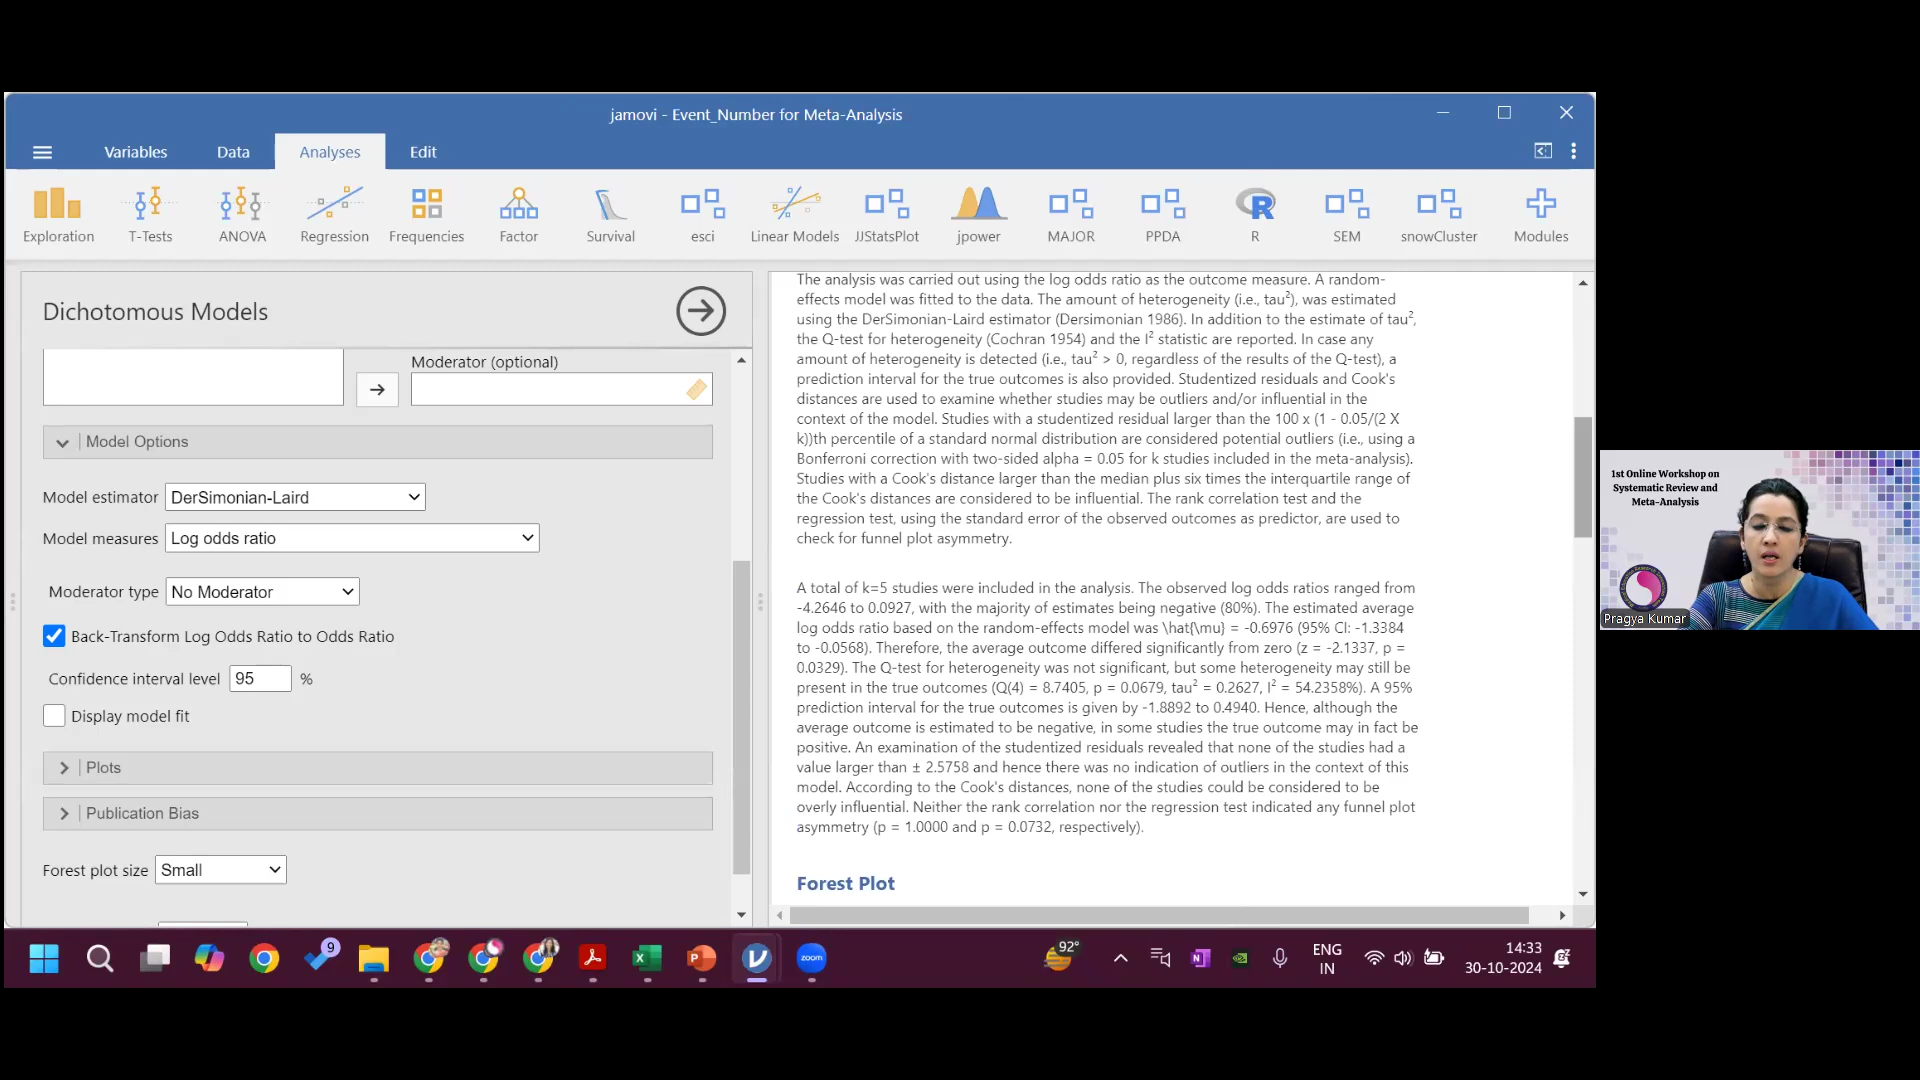 jamovi - Event_Number for Meta-Analysis
Variables
Data
Analyses
Edit
Exploration
T-Tests
ANOVA
Regression
Frequencies
Factor
Survival
esci
Linear Models
JJStatsPlot
jpower
MAJOR
PPDA
R
SEM
snowCluster
Modules
Dichotomous Models
Moderator (optional)
Model Options
Model estimator DerSimonian-Laird
Model measures Log odds ratio
Moderator type No Moderator
Back-Transform Log Odds Ratio to Odds Ratio
Confidence interval level 95 %
Display model fit
Plots
Publication Bias
Forest plot size Small
The analysis was carried out using the log odds ratio as the outcome measure. A random-
effects model was fitted to the data. The amount of heterogeneity (i.e., tau²), was estimated
using the DerSimonian-Laird estimator (Dersimonian 1986). In addition to the estimate of tau²,
the Q-test for heterogeneity (Cochran 1954) and the I² statistic are reported. In case any
amount of heterogeneity is detected (i.e., tau² > 0, regardless of the results of the Q-test), a
prediction interval for the true outcomes is also provided. Studentized residuals and Cook's
distances are used to examine whether studies may be outliers and/or influential in the
context of the model. Studies with a studentized residual larger than the 100 x (1 - 0.05/(2 X
k))th percentile of a standard normal distribution are considered potential outliers (i.e., using a
Bonferroni correction with two-sided alpha = 0.05 for k studies included in the meta-analysis).
Studies with a Cook's distance larger than the median plus six times the interquartile range of
the Cook's distances are considered to be influential. The rank correlation test and the
regression test, using the standard error of the observed outcomes as predictor, are used to
check for funnel plot asymmetry.
A total of k=5 studies were included in the analysis. The observed log odds ratios ranged from
-4.2646 to 0.0927, with the majority of estimates being negative (80%). The estimated average
log odds ratio based on the random-effects model was \hat{\mu} = -0.6976 (95% CI: -1.3384
to -0.0568). Therefore, the average outcome differed significantly from zero (z = -2.1337, p =
0.0329). The Q-test for heterogeneity was not significant, but some heterogeneity may still be
present in the true outcomes (Q(4) = 8.7405, p = 0.0679, tau² = 0.2627, I² = 54.2358%). A 95%
prediction interval for the true outcomes is given by -1.8892 to 0.4940. Hence, although the
average outcome is estimated to be negative, in some studies the true outcome may in fact be
positive. An examination of the studentized residuals revealed that none of the studies had a
value larger than ± 2.5758 and hence there was no indication of outliers in the context of this
model. According to the Cook's distances, none of the studies could be considered to be
overly influential. Neither the rank correlation nor the regression test indicated any funnel plot
asymmetry (p = 1.0000 and p = 0.0732, respectively).
Forest Plot
1st Online Workshop on
Systematic Review and
Meta-Analysis
Pragya Kumar
9
zoom
92°
ENG
IN
14:33
30-10-2024